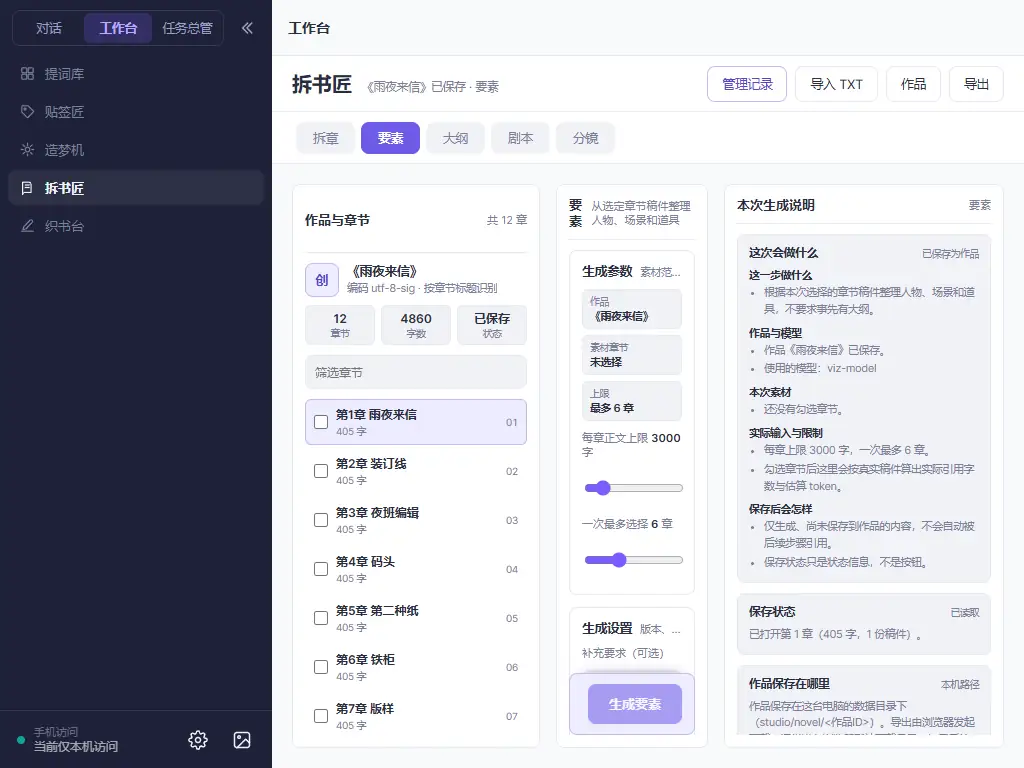 对话
工作台
任务总管
提词库
贴签匠
造梦机
拆书匠
织书台
手机访问
当前仅本机访问
工作台
拆书匠
《雨夜来信》已保存 · 要素
管理记录
导入 TXT
作品
导出
拆章
要素
大纲
剧本
分镜
作品与章节
共 12 章
创
《雨夜来信》
编码 utf-8-sig · 按章节标题识别
12
章节
4860
字数
已保存
状态
筛选章节
第1章 雨夜来信
405 字
01
第2章 装订线
405 字
02
第3章 夜班编辑
405 字
03
第4章 码头
405 字
04
第5章 第二种纸
405 字
05
第6章 铁柜
405 字
06
第7章 版样
405 字
07
要素
从选定章节稿件整理
人物、场景和道具
生成参数
素材范...
作品
《雨夜来信》
素材章节
未选择
上限
最多 6 章
每章正文上限 3000
字
一次最多选择 6 章
生成设置
版本、...
补充要求（可选）
生成要素
本次生成说明
要素
这次会做什么
已保存为作品
这一步做什么
• 根据本次选择的章节稿件整理人物、场景和道
具，不要求事先有大纲。
作品与模型
• 作品《雨夜来信》已保存。
• 使用的模型：viz-model
本次素材
• 还没有勾选章节。
实际输入与限制
• 每章上限 3000 字，一次最多 6 章。
• 勾选章节后这里会按真实稿件算出实际引用字
数与估算 token。
保存后会怎样
• 仅生成、尚未保存到作品的内容，不会自动被
后续步骤引用。
• 保存状态只是状态信息，不是按钮。
保存状态
已读取
已打开第 1 章（405 字，1 份稿件）。
作品保存在哪里
本机路径
作品保存在这台电脑的数据目录下
（studio/novel/<作品ID>）。导出由浏览器发起